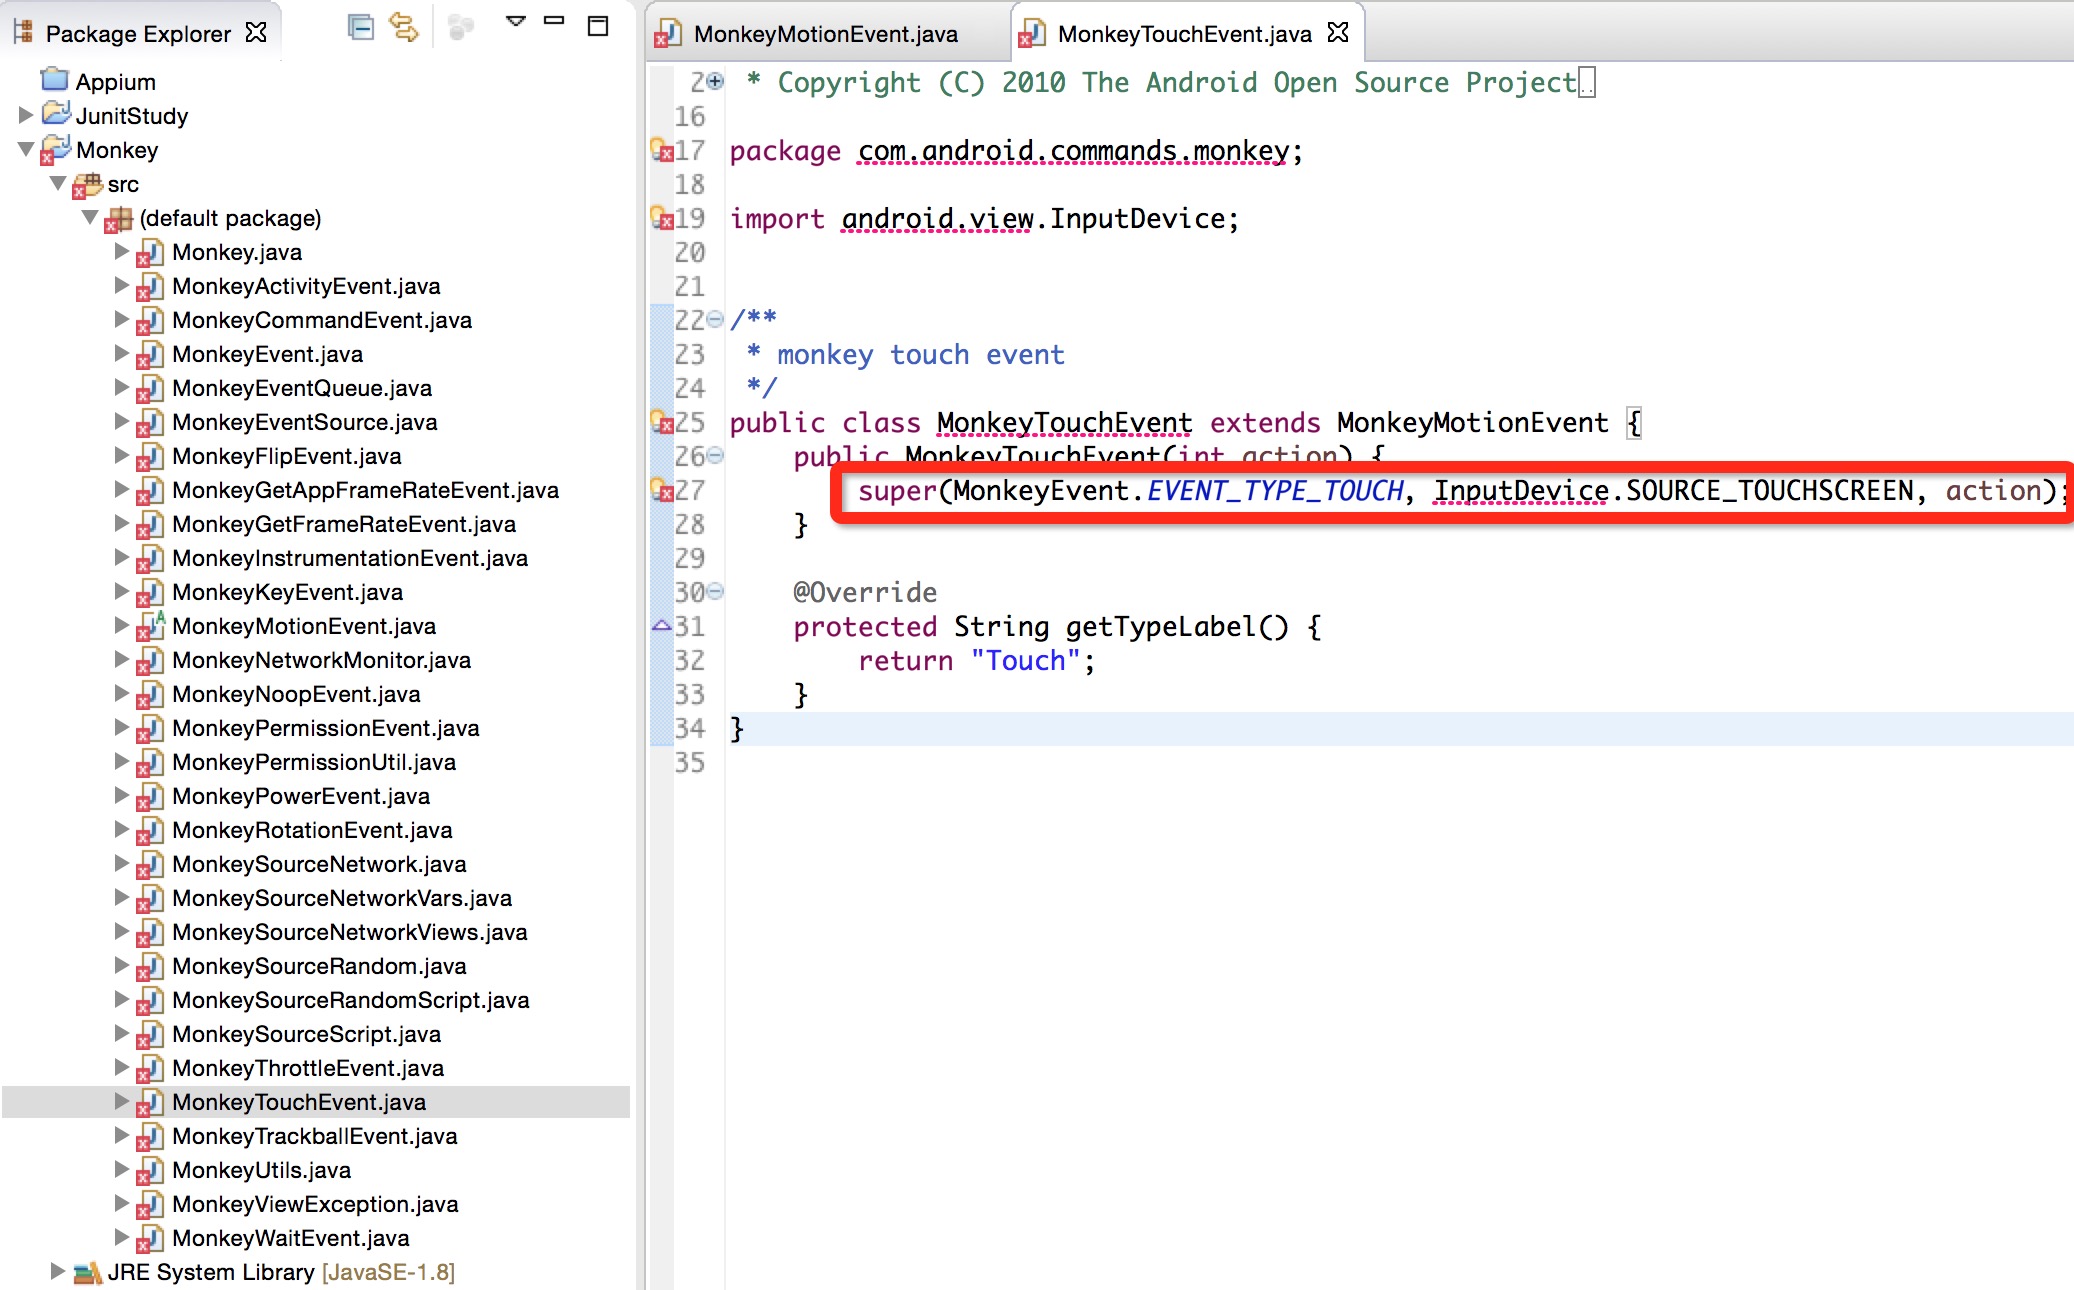 Package Explorer
Appium
JunitStudy
Monkey
src
(default package)
Monkey.java
MonkeyActivityEvent.java
MonkeyCommandEvent.java
MonkeyEvent.java
MonkeyEventQueue.java
MonkeyEventSource.java
MonkeyFlipEvent.java
MonkeyGetAppFrameRateEvent.java
MonkeyGetFrameRateEvent.java
MonkeyInstrumentationEvent.java
MonkeyKeyEvent.java
MonkeyMotionEvent.java
MonkeyNetworkMonitor.java
MonkeyNoopEvent.java
MonkeyPermissionEvent.java
MonkeyPermissionUtil.java
MonkeyPowerEvent.java
MonkeyRotationEvent.java
MonkeySourceNetwork.java
MonkeySourceNetworkVars.java
MonkeySourceNetworkViews.java
MonkeySourceRandom.java
MonkeySourceRandomScript.java
MonkeySourceScript.java
MonkeyThrottleEvent.java
MonkeyTouchEvent.java
MonkeyTrackballEvent.java
MonkeyUtils.java
MonkeyViewException.java
MonkeyWaitEvent.java
JRE System Library [JavaSE-1.8]
MonkeyMotionEvent.java
MonkeyTouchEvent.java
2 * Copyright (C) 2010 The Android Open Source Project..
16
17 package com.android.commands.monkey;
18
19 import android.view.InputDevice;
20
21
22 /**
23 * monkey touch event
24 */
25 public class MonkeyTouchEvent extends MonkeyMotionEvent {
26 public MonkeyTouchEvent(int action) {
27 super(MonkeyEvent.EVENT_TYPE_TOUCH, InputDevice.SOURCE_TOUCHSCREEN, action);
28 }
29
30 @Override
31 protected String getTypeLabel() {
32 return "Touch";
33 }
34 }
35